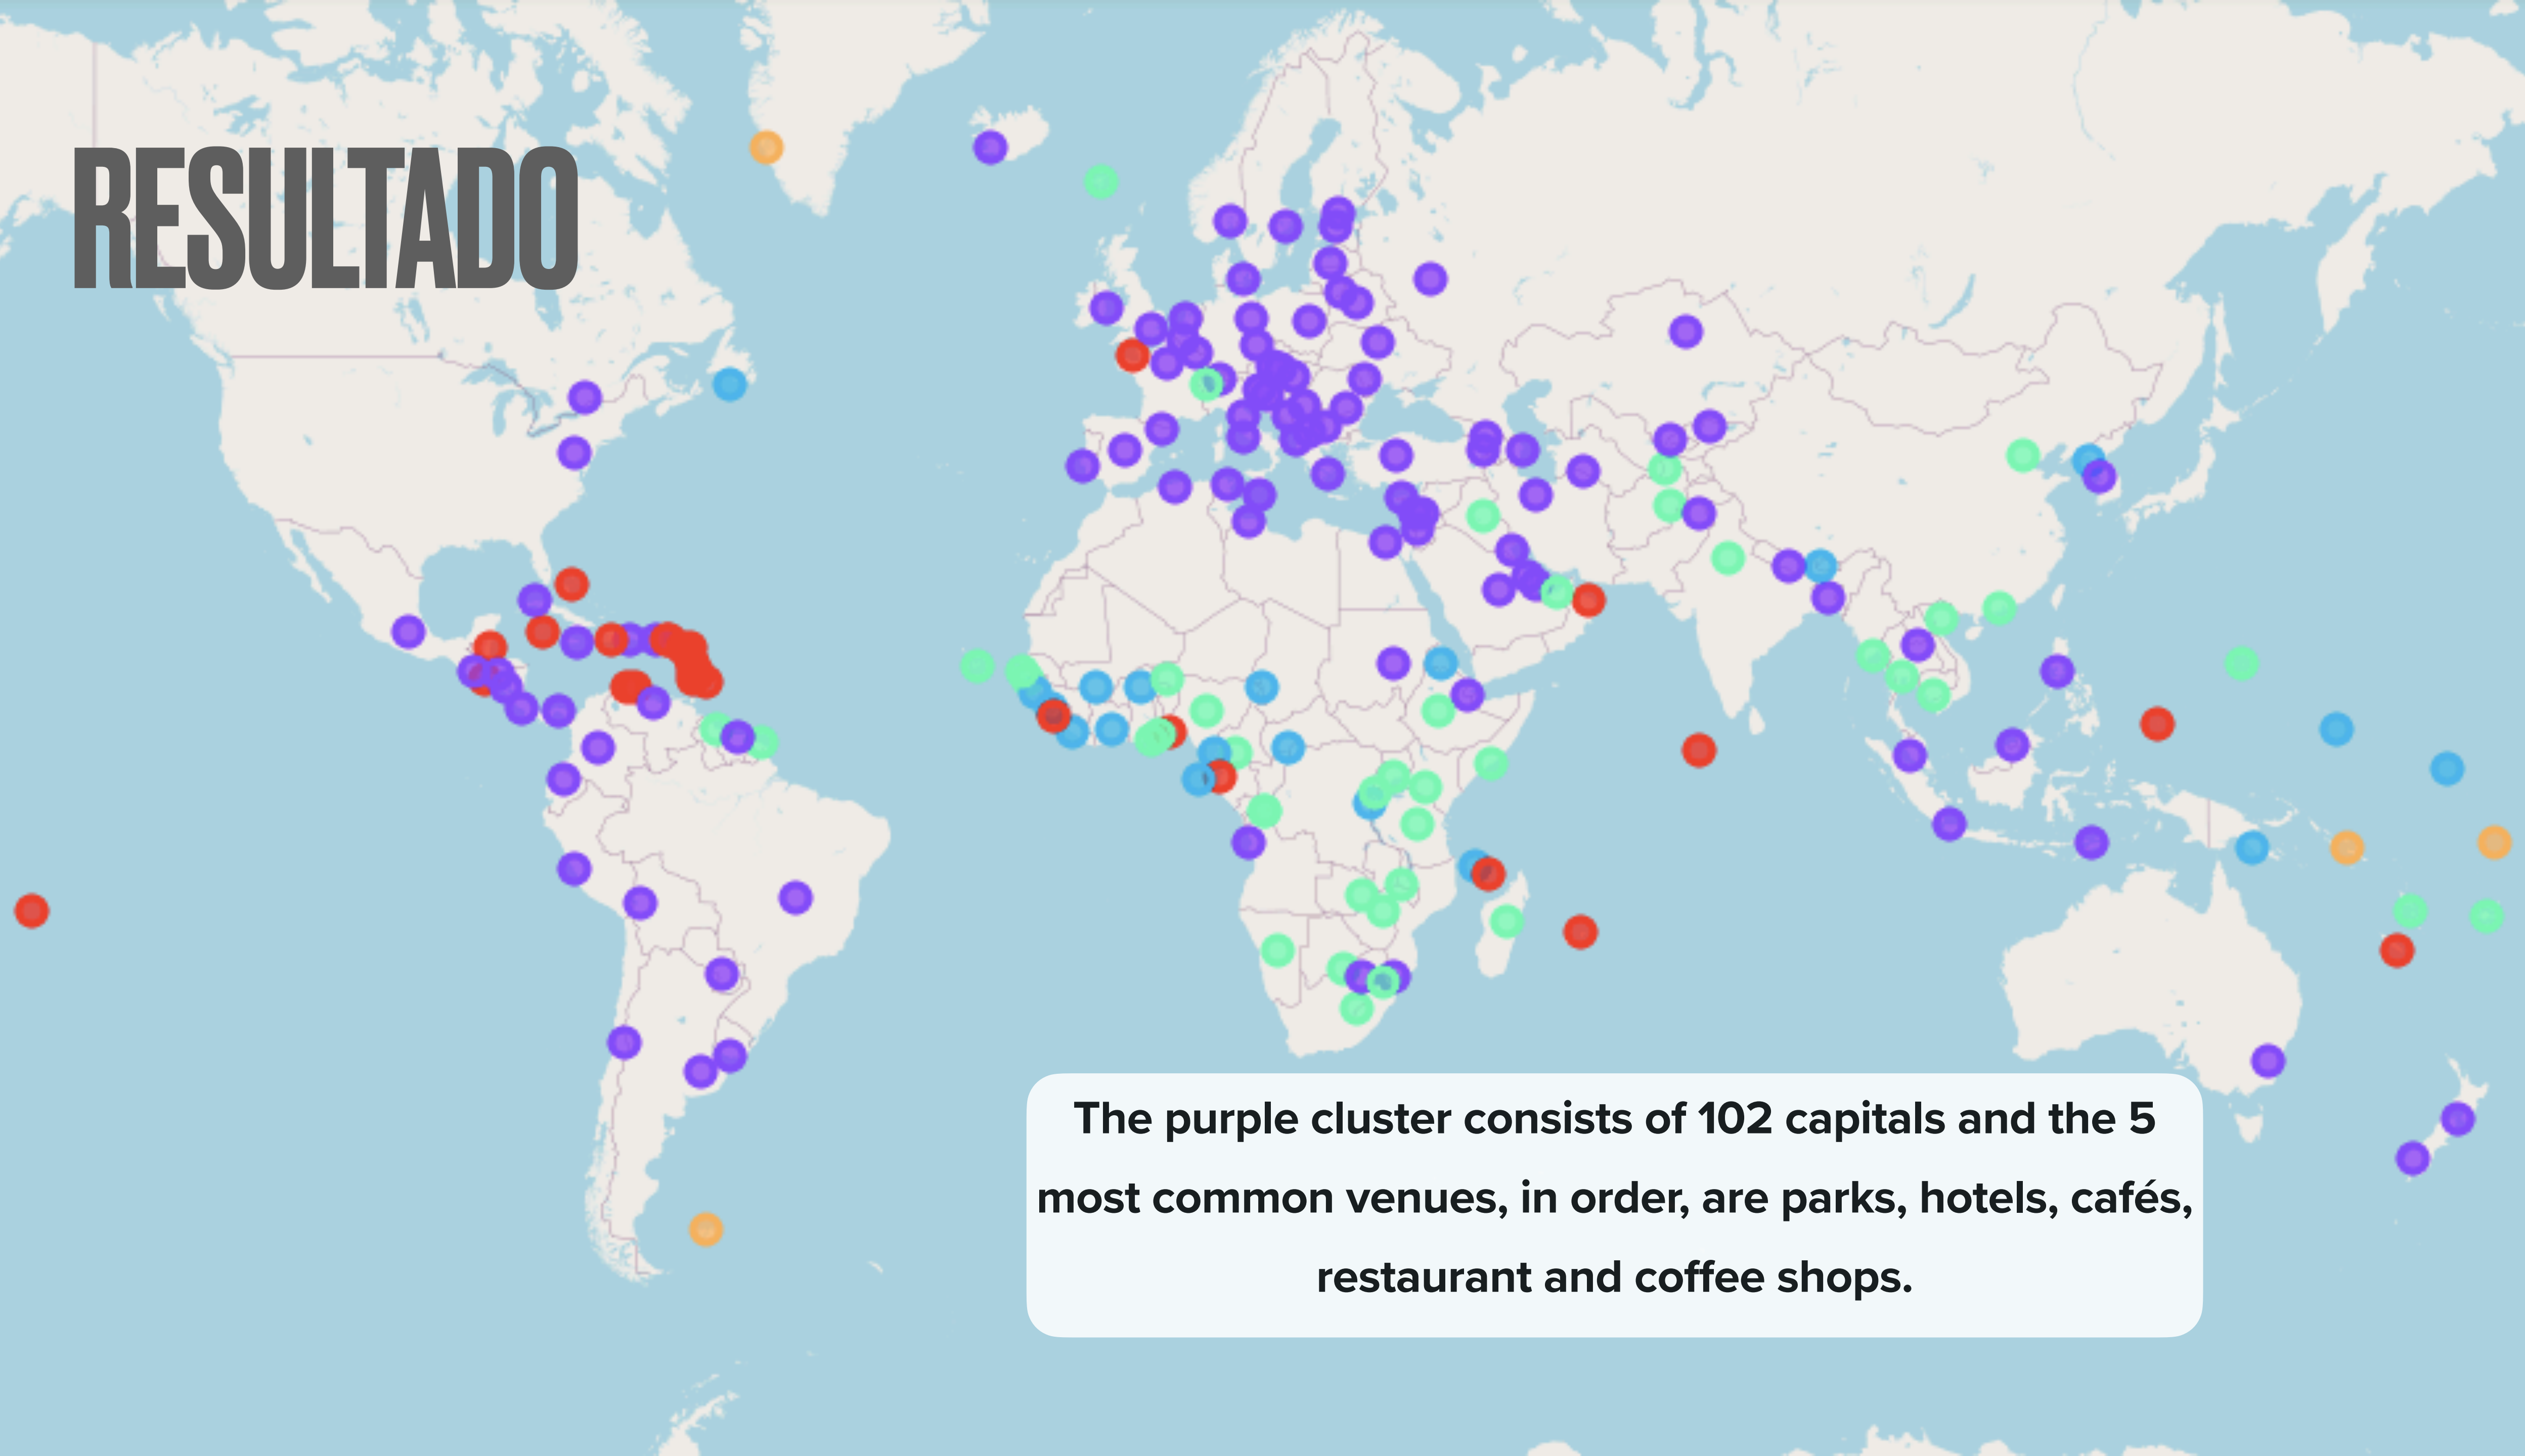 RESULTADO
The purple cluster consists of 102 capitals and the 5
most common venues, in order, are parks, hotels, cafés,
restaurant and coffee shops.